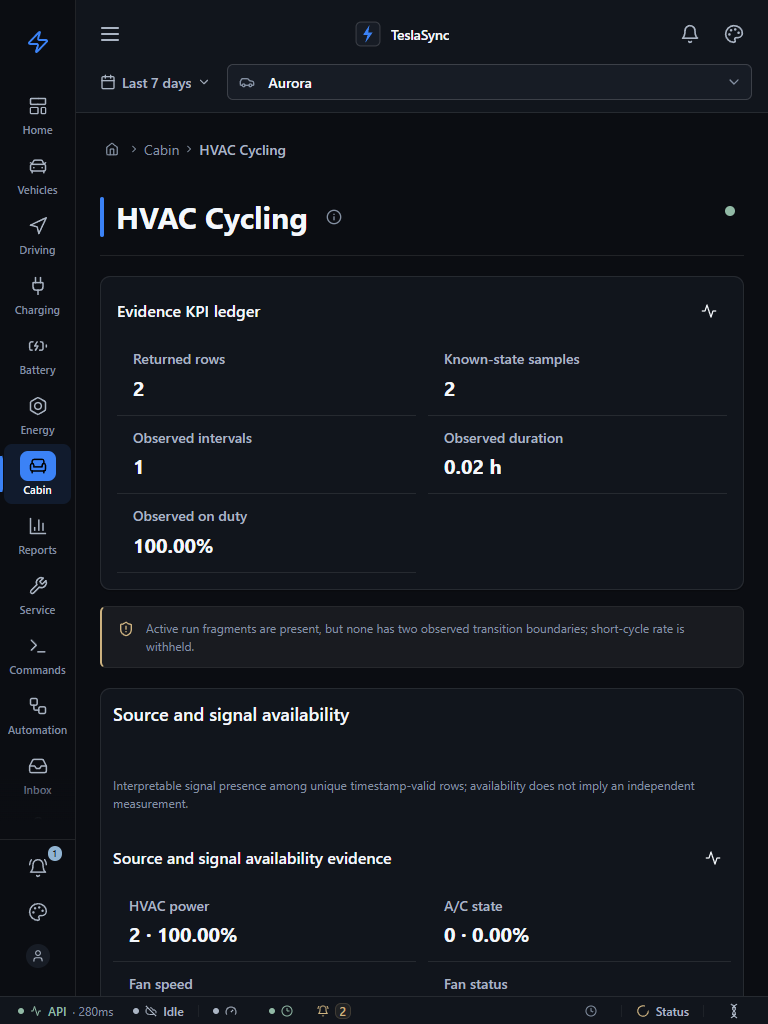 TeslaSync
Last 7 days
Aurora
Home
Vehicles
Driving
Charging
Battery
Energy
Cabin
Reports
Service
Commands
Automation
Inbox
1
Cabin
HVAC Cycling
HVAC Cycling
Evidence KPI ledger
Returned rows
2
Known-state samples
2
Observed intervals
1
Observed duration
0.02 h
Observed on duty
100.00%
Active run fragments are present, but none has two observed transition boundaries; short-cycle rate is
withheld.
Source and signal availability
Interpretable signal presence among unique timestamp-valid rows; availability does not imply an independent
measurement.
Source and signal availability evidence
HVAC power
2 · 100.00%
A/C state
0 · 0.00%
Fan speed
Fan status
API · 280ms
Idle
2
Status